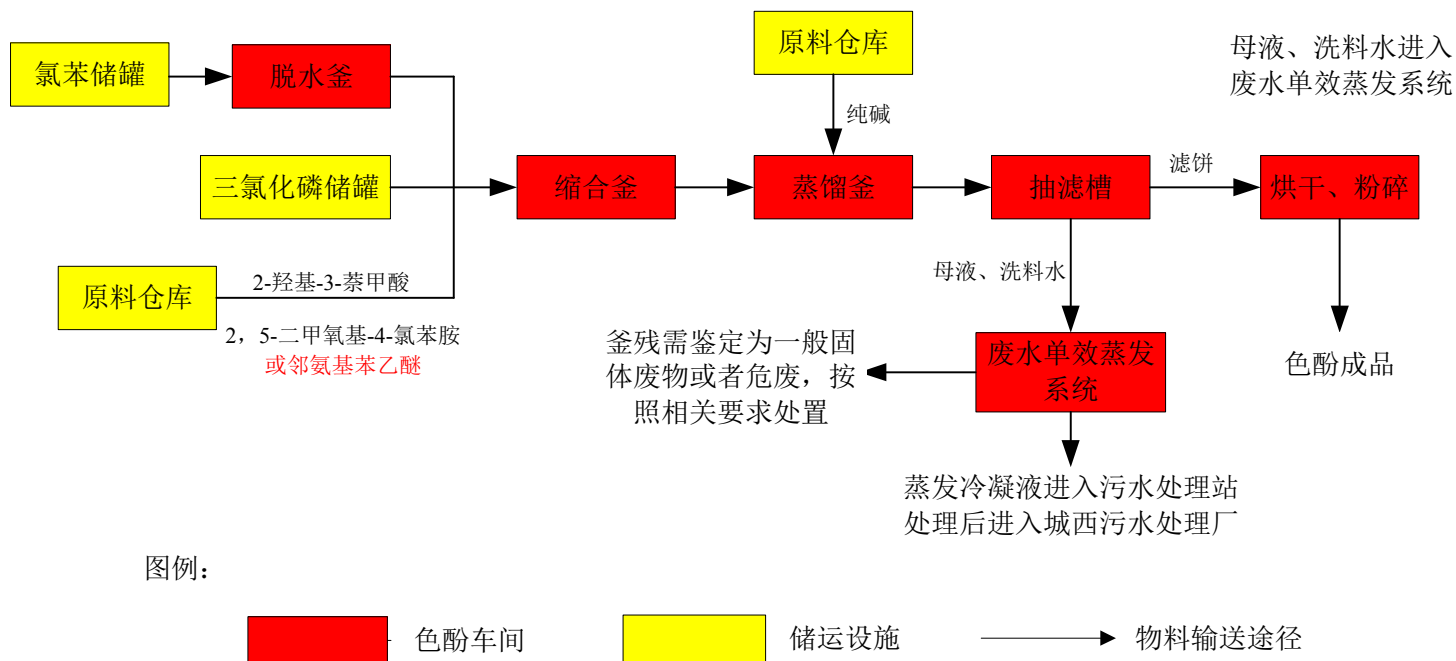 原料仓库
母液、洗料水进入
废水单效蒸发系统
氯苯储罐
脱水釜
纯碱
三氯化磷储罐
缩合釜
蒸馏釜
抽滤槽
滤饼
烘干、粉碎
母液、洗料水
原料仓库
2-羟基-3-萘甲酸
2，5-二甲氧基-4-氯苯胺
或邻氨基苯乙醚
釜残需鉴定为一般固
体废物或者危废，按
照相关要求处置
废水单效蒸发
系统
色酚成品
蒸发冷凝液进入污水处理站
处理后进入城西污水处理厂
图例：
色酚车间
储运设施
物料输送途径